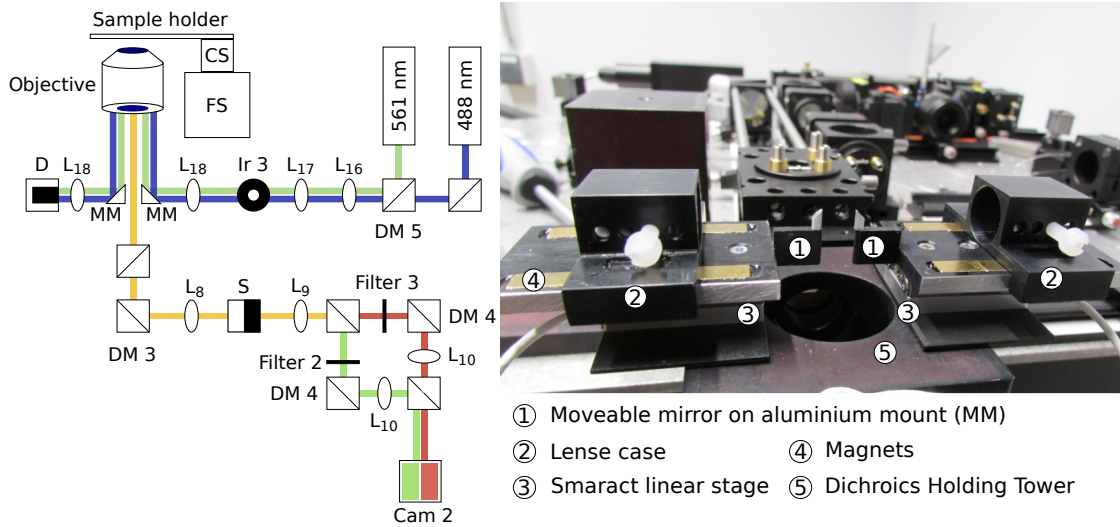 Sample holder
CS
Objective
FS
561 nm
488 nm
D
L18
L18
Ir 3
L17
L16
MM
MM
DM 5
L8
S
L9
Filter 3
DM 3
DM 4
Filter 2
L10
DM 4
L10
Cam 2
1
1
4
2
2
3
3
5
1 Moveable mirror on aluminium mount (MM)
2 Lense case
4 Magnets
3 Smaract linear stage
5 Dichroics Holding Tower